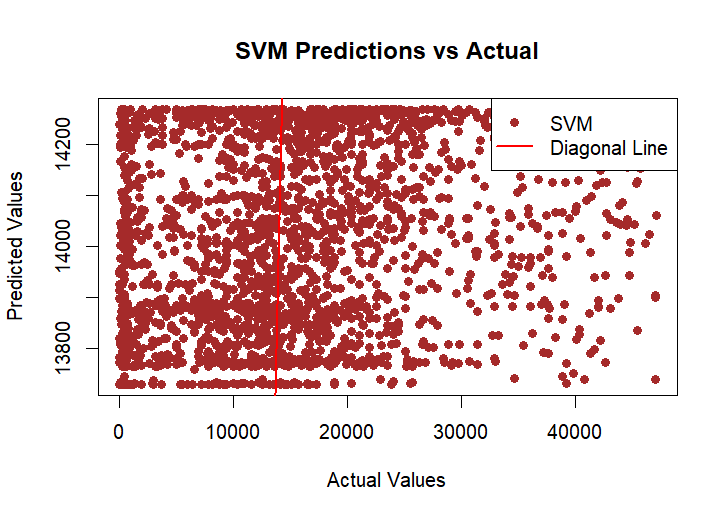 SVM Predictions vs Actual
SVM
Diagonal Line
Predicted Values
14200
14000
13800
0 10000 20000 30000 40000
Actual Values